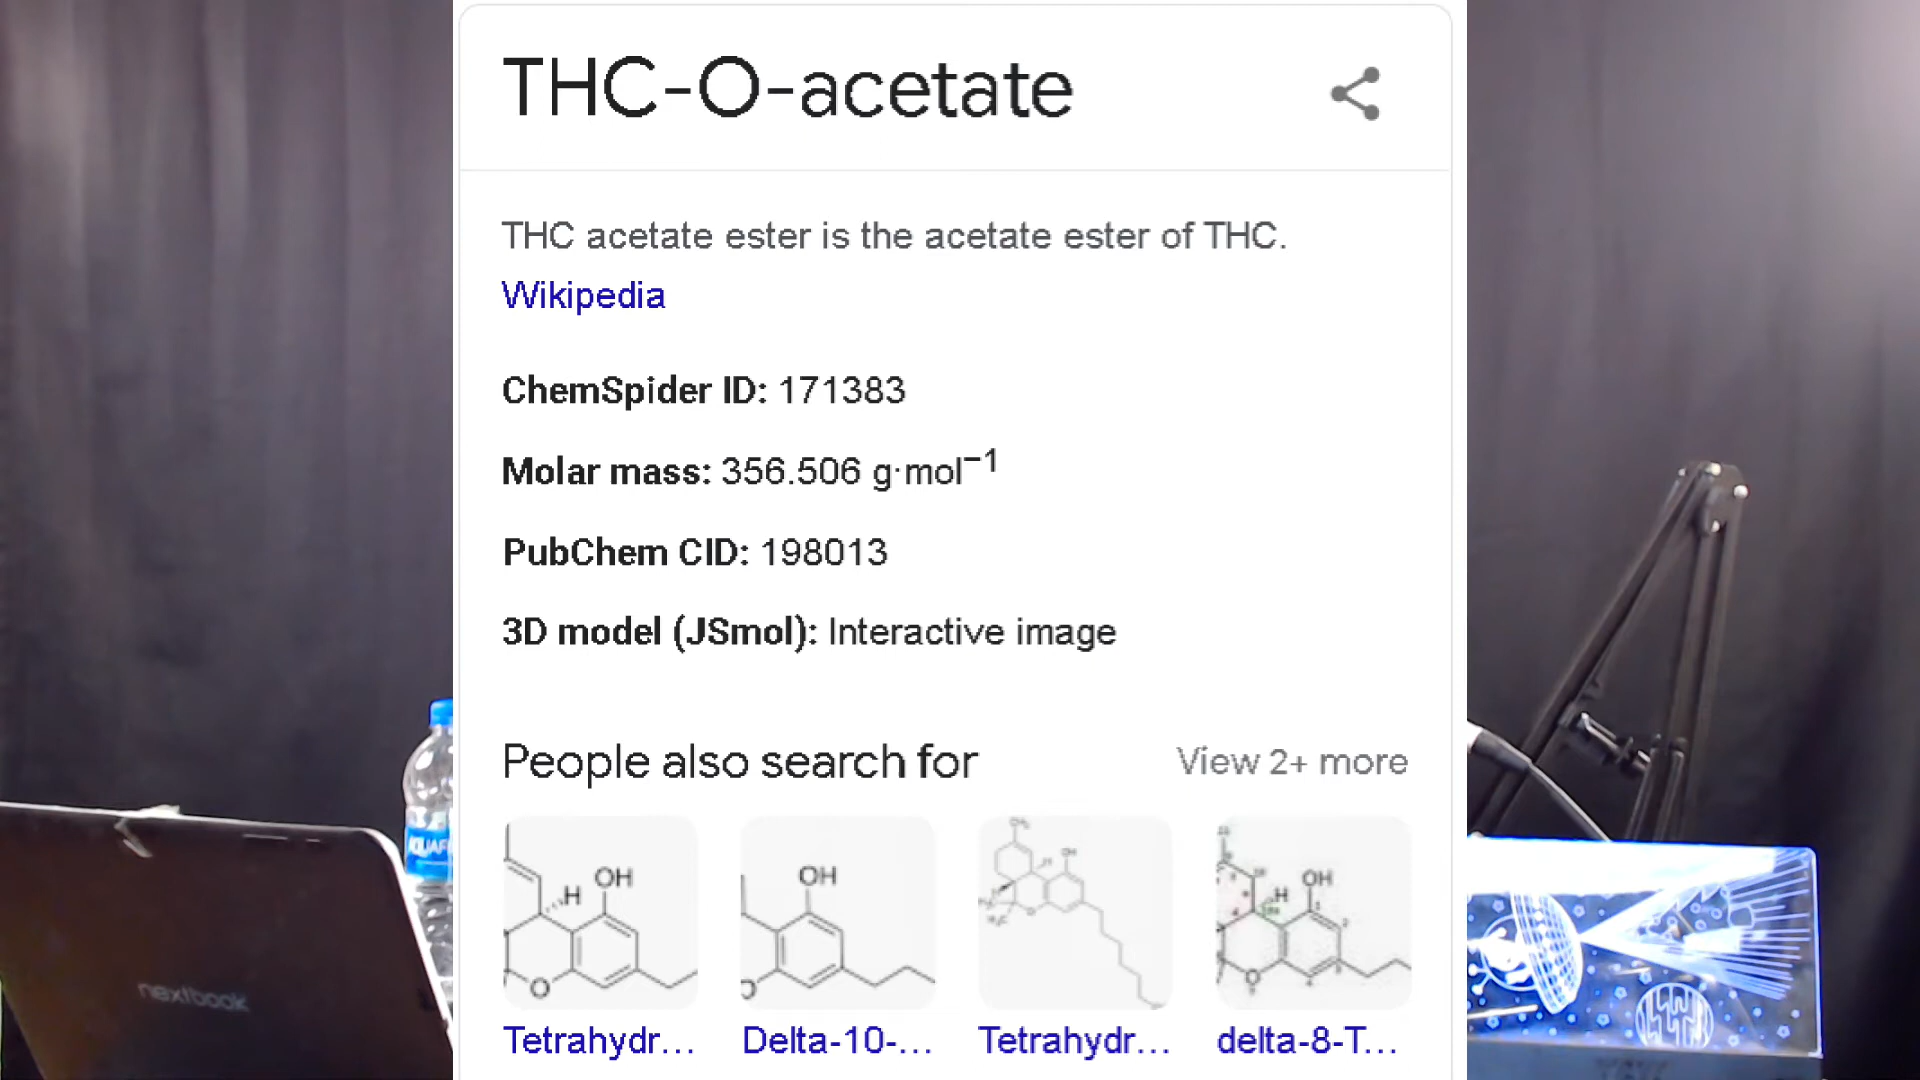 THC-O-acetate
THC acetate ester is the acetate ester of THC.
Wikipedia
ChemSpider ID: 171383
Molar mass: 356.506 g·mol⁻¹
PubChem CID: 198013
3D model (JSmol): Interactive image
People also search for
View 2+ more
OH
H
O
OH
O
OH
H
O
Tetrahydr...
Delta-10-...
Tetrahydr...
delta-8-T...
nextbook
AQUAF